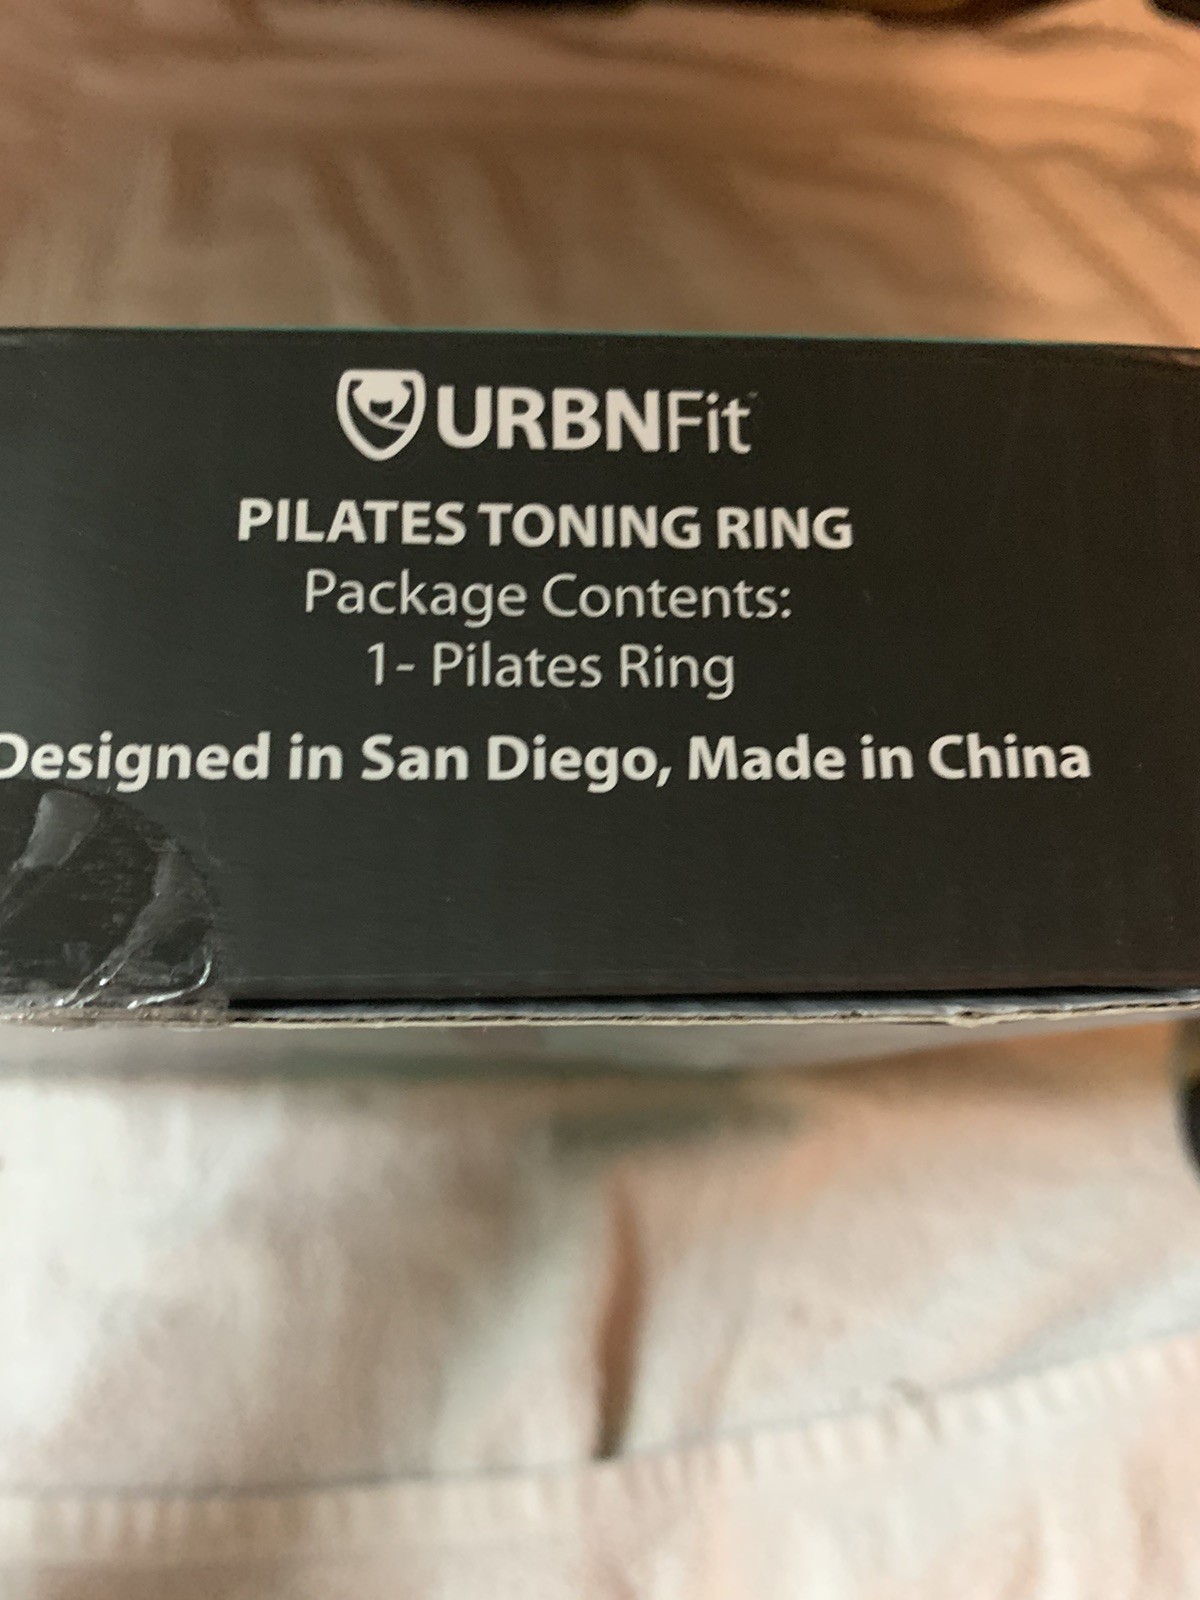 URBNFit
PILATES TONING RING
Package Contents:
1- Pilates Ring
Designed in San Diego, Made in China